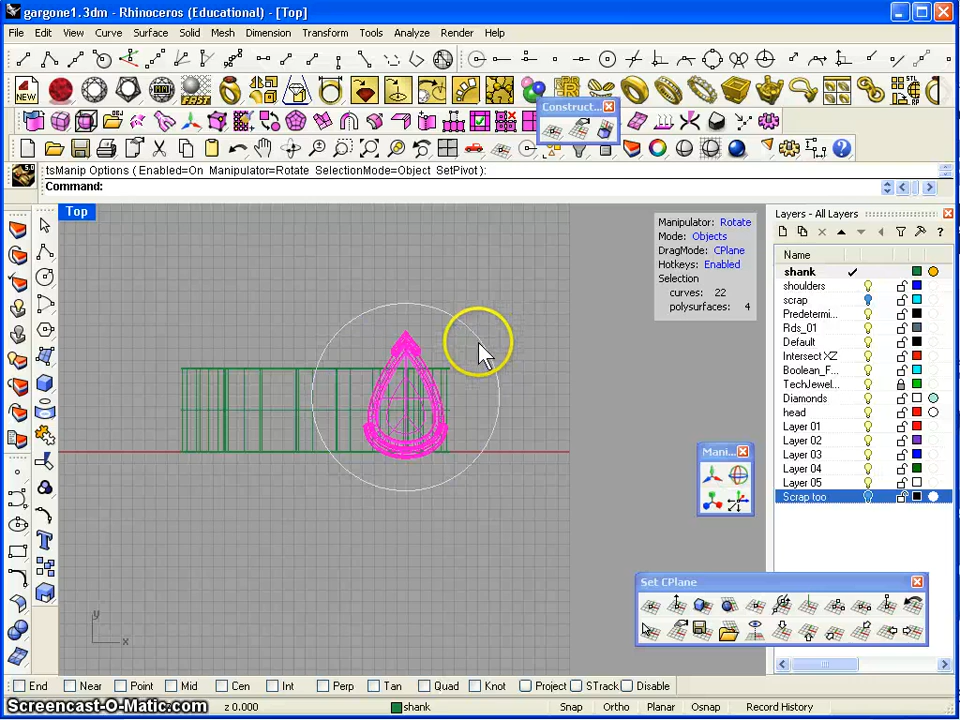 gargone1.3dm - Rhinoceros (Educational) - [Top]
File Edit View Curve Surface Solid Mesh Dimension Transform Tools Analyze Render Help
NEW
FAST
Construct...
STL
5.0
tsManip Options ( Enabled=On Manipulator=Rotate SelectionMode=Object SetPivot):
Command:
Top
Manipulator: Rotate
Mode: Objects
DragMode: CPlane
Hotkeys: Enabled
Selection
curves: 22
polysurfaces: 4
Mani...
Set CPlane
y
x
Layers - All Layers
Name
shank
shoulders
scrap
Predetermi...
Rds_01
Default
Intersect XZ
Boolean_F...
TechJewel...
Diamonds
head
Layer 01
Layer 02
Layer 03
Layer 04
Layer 05
Scrap too
End Near Point Mid Cen Int Perp Tan Quad Knot Project STrack Disable
Screencast-O-Matic.com
z 0.000 shank Snap Ortho Planar Osnap Record History